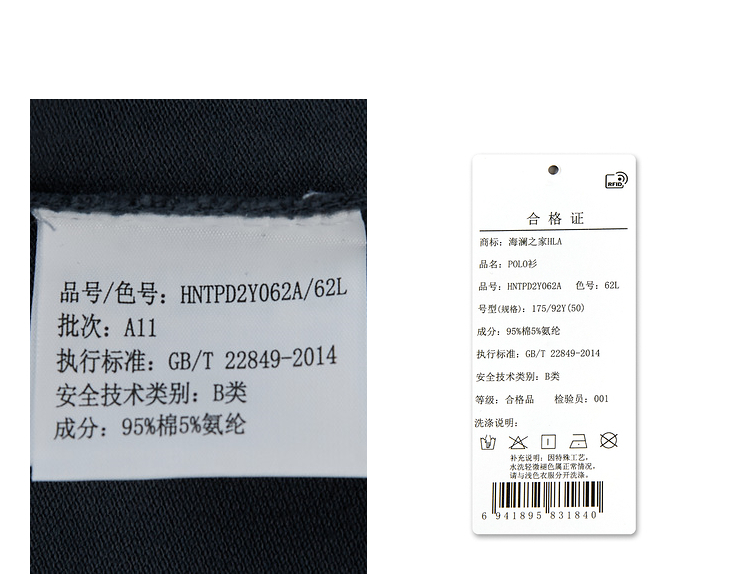 品号/色号: HNTPD2Y062A/62L
批次: A11
执行标准: GB/T 22849-2014
安全技术类别: B类
成分: 95%棉5%氨纶
RFID
合格证
商标: 海澜之家HLA
品名: POLO衫
品号: HNTPD2Y062A 色号: 62L
号型(规格): 175/92Y(50)
成分: 95%棉5%氨纶
执行标准: GB/T 22849-2014
安全技术类别: B类
等级: 合格品 检验员: 001
洗涤说明:
补充说明: 因特殊工艺,
水洗轻微褪色属正常情况,
请与浅色衣服分开洗涤。
6 941895 831840